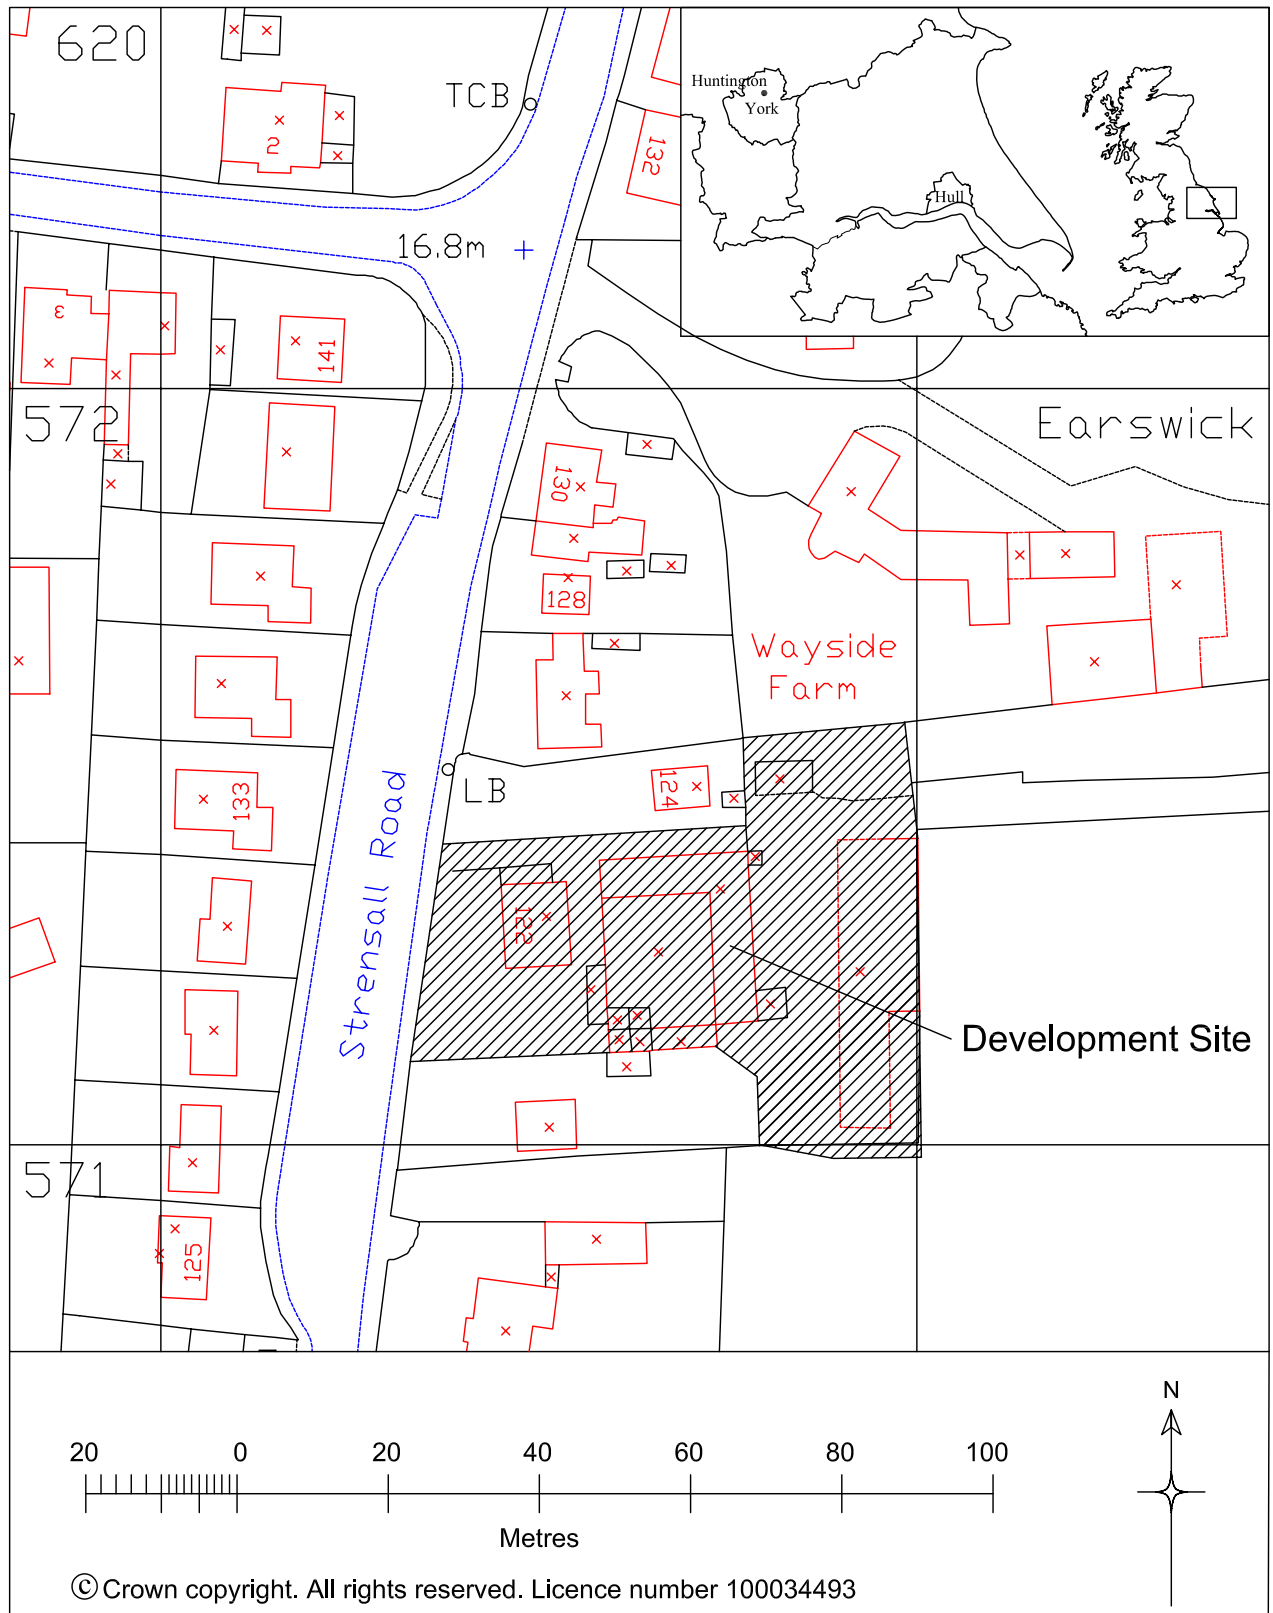 620
TCB
2
132
Huntington
York
Hull
16.8m
3
141
572
Earswick
130
128
Wayside
Farm
133
LB
124
Strensall Road
122
Development Site
571
125
N
20 0 20 40 60 80 100
Metres
© Crown copyright. All rights reserved. Licence number 100034493